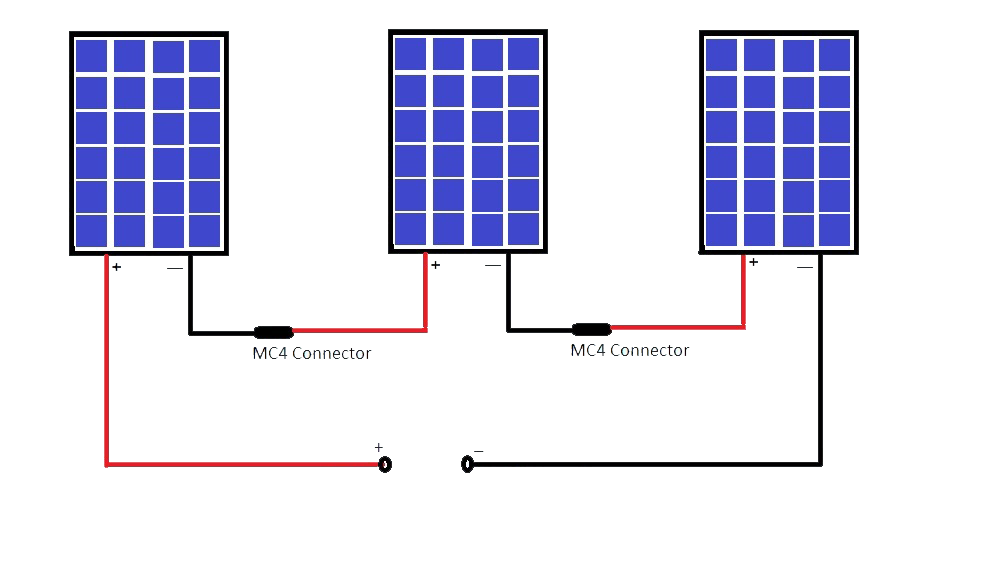 + —
+ —
+ —
MC4 Connector
MC4 Connector
+ —